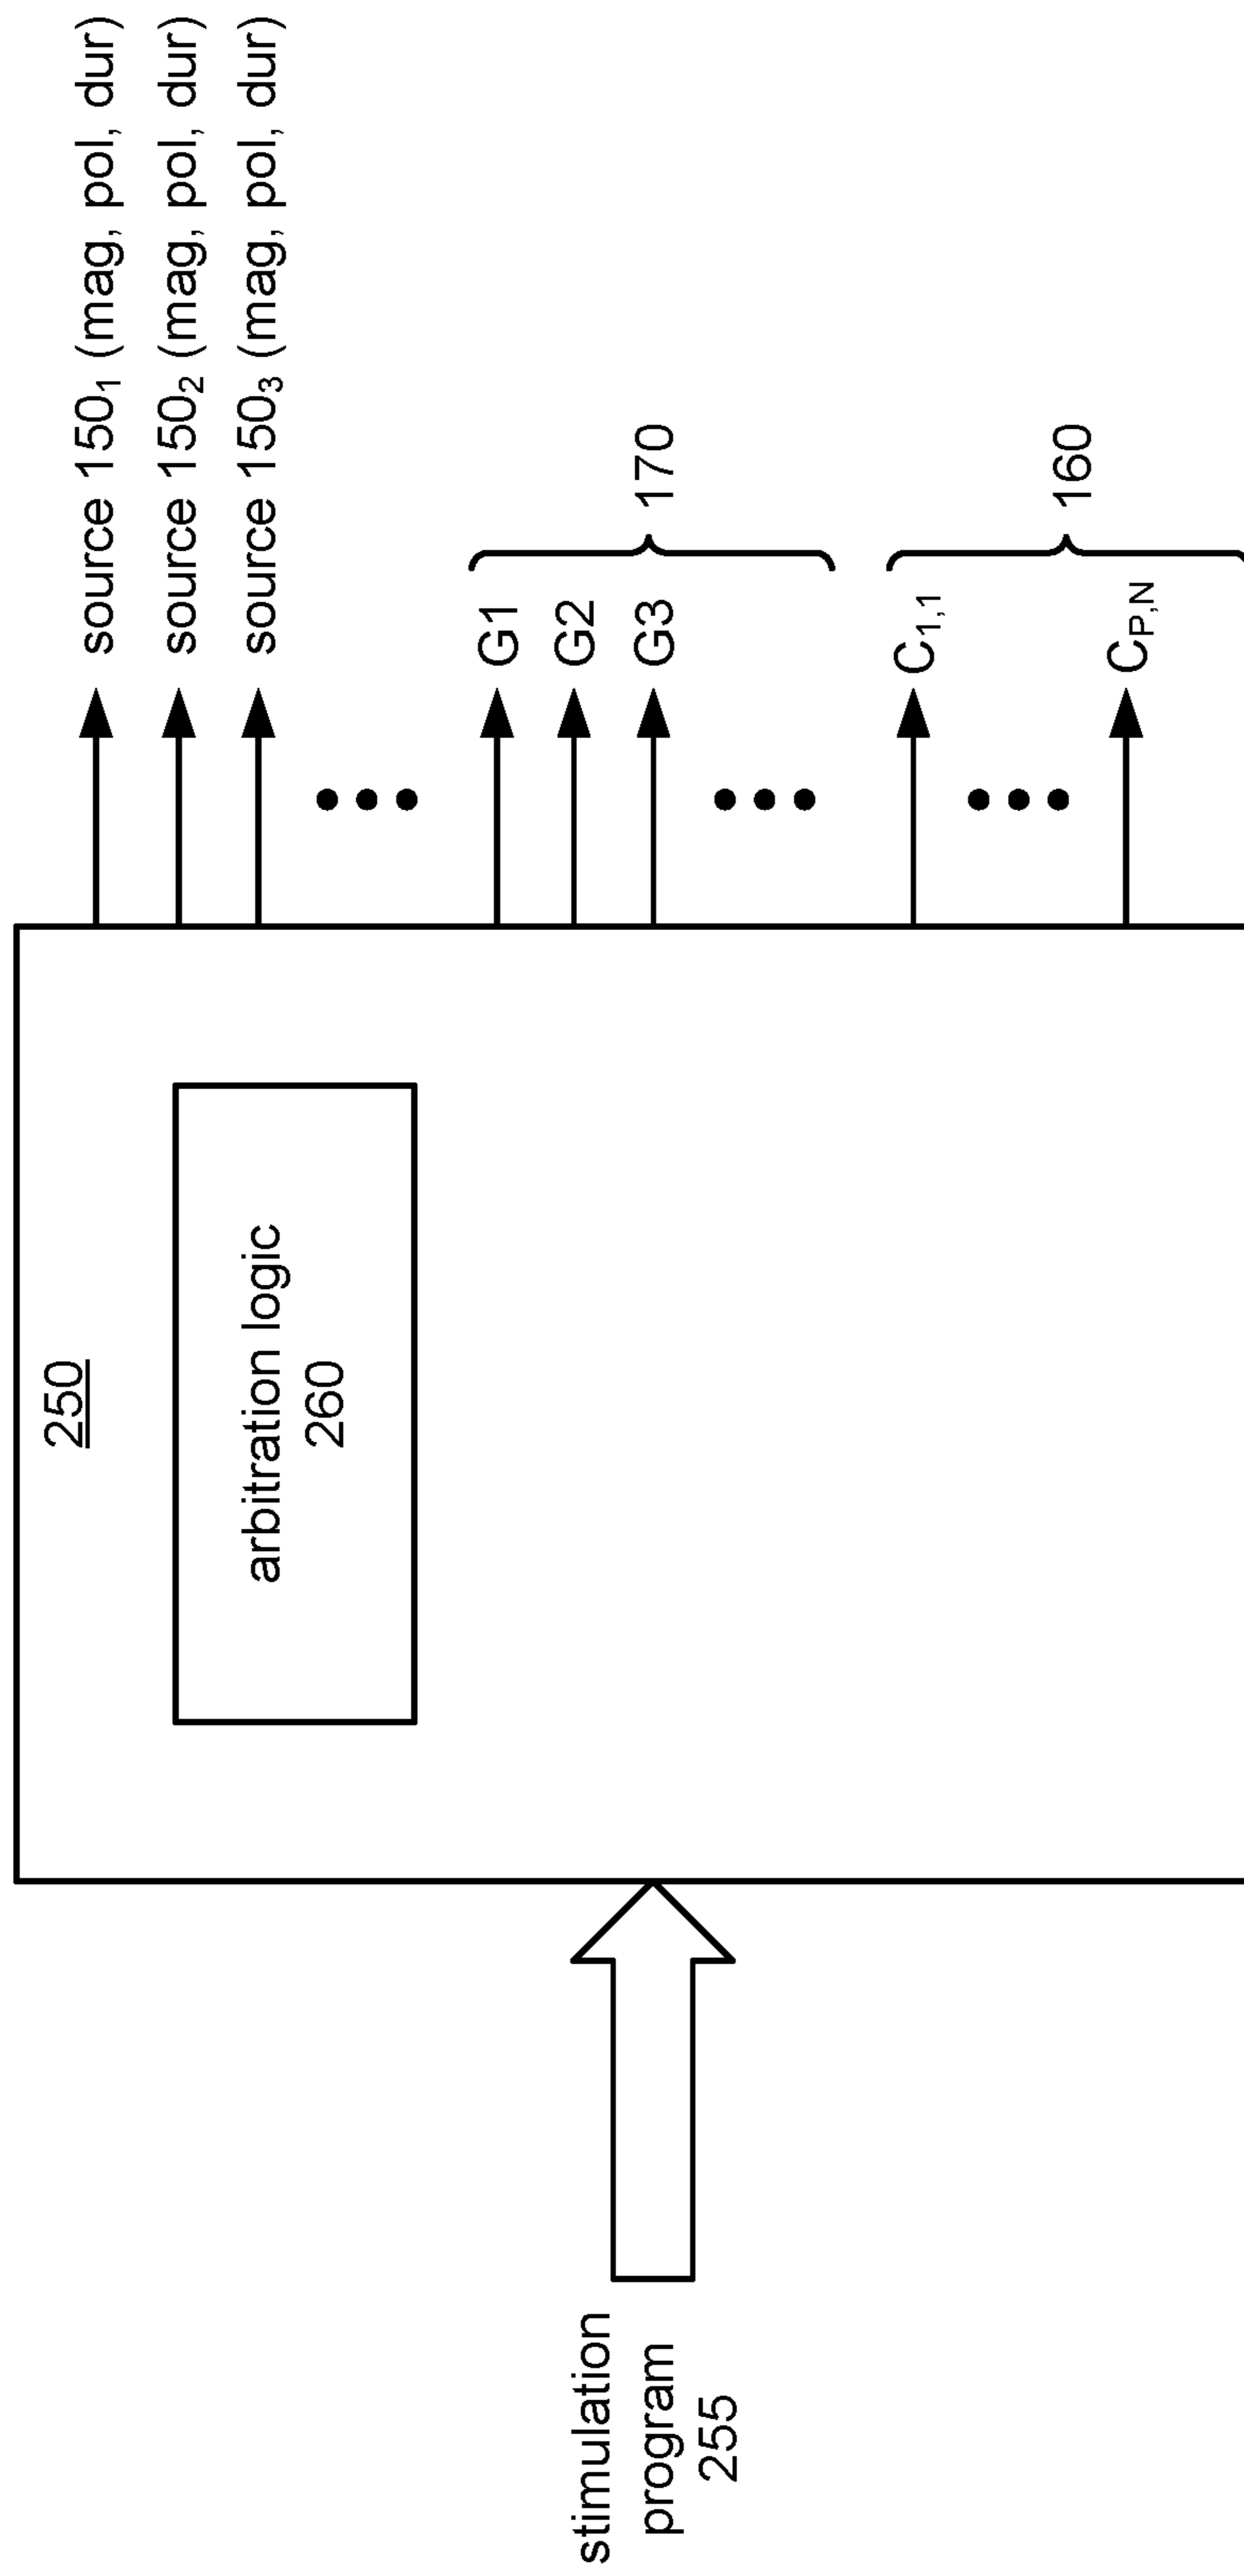 250
arbitration logic
260
stimulation
program
255
source 150₁ (mag, pol, dur)
source 150₂ (mag, pol, dur)
source 150₃ (mag, pol, dur)
G1
G2
G3
170
C₁,₁
C_P,N
160